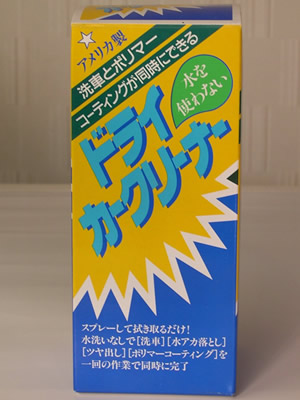 アメリカ製
洗車とポリマー
コーティングが同時にできる
水を
使わない
ドライ
カークリーナー
スプレーして拭き取るだけ!
水洗いなしで[洗車][水アカ落とし]
[ツヤ出し][ポリマーコーティング]を
一回の作業で同時に完了